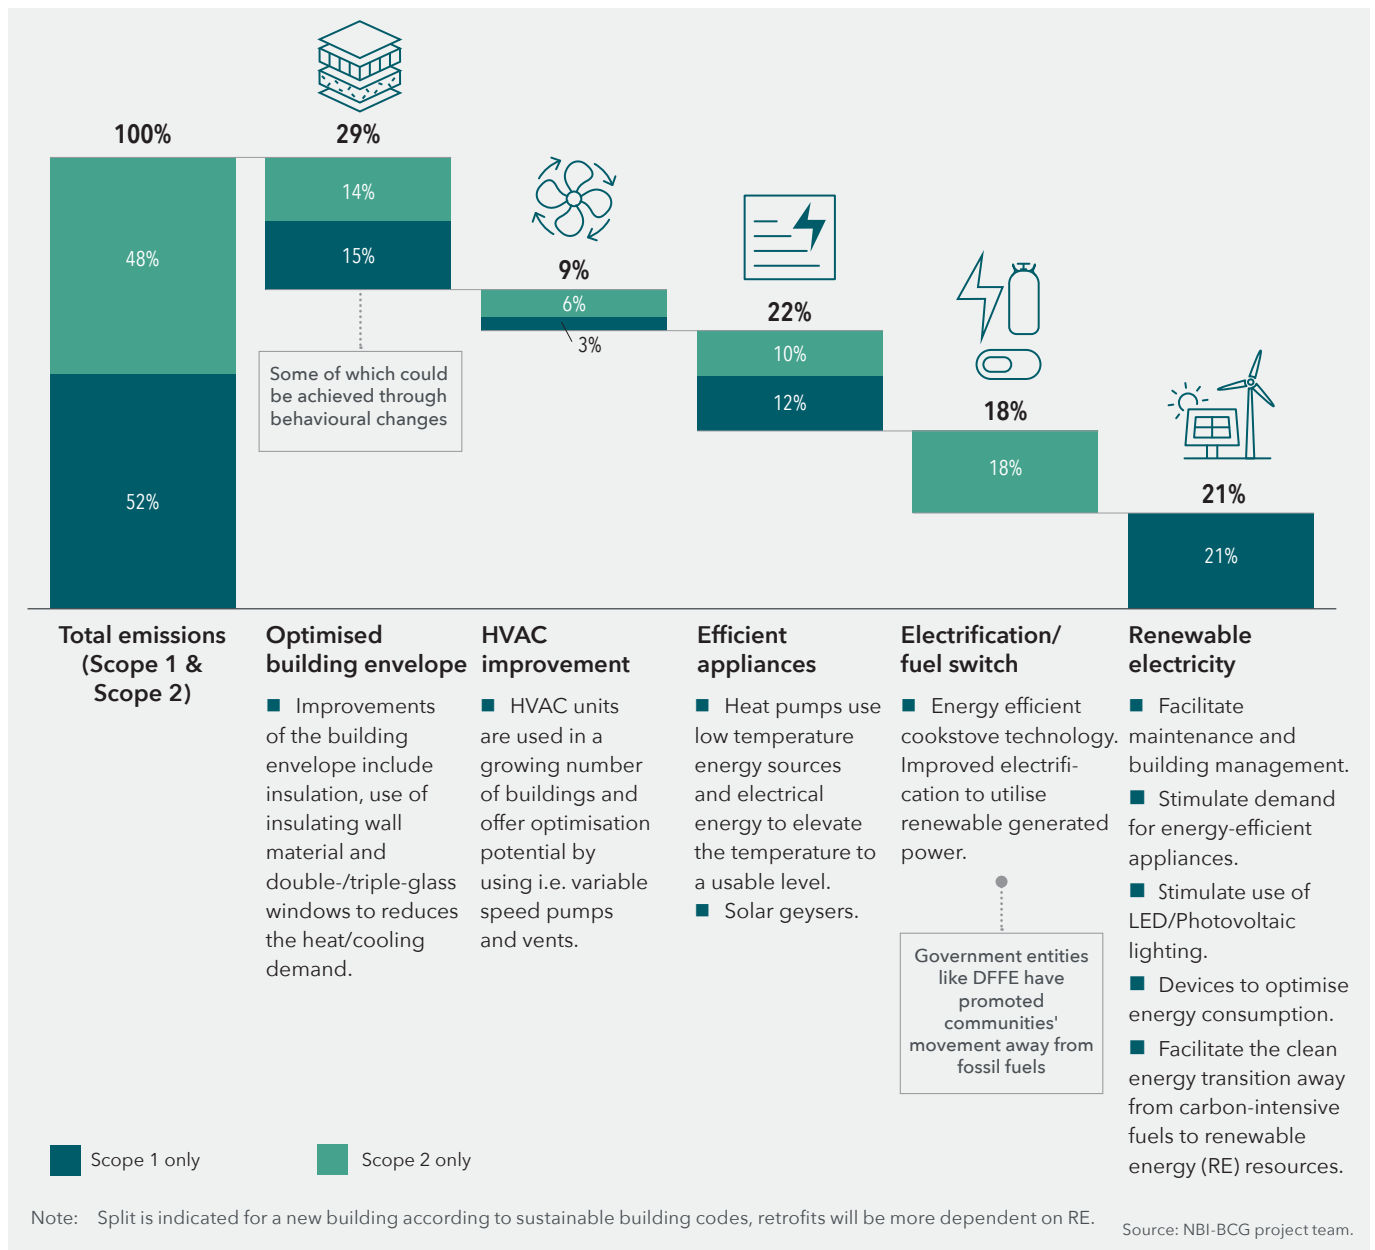 100%
48%
52%
Total emissions
(Scope 1 &
Scope 2)
29%
14%
15%
Some of which could
be achieved through
behavioural changes
Optimised
building envelope
■ Improvements
of the building
envelope include
insulation, use of
insulating wall
material and
double-/triple-glass
windows to reduces
the heat/cooling
demand.
9%
6%
3%
HVAC
improvement
■ HVAC units
are used in a
growing number
of buildings and
offer optimisation
potential by
using i.e. variable
speed pumps
and vents.
22%
10%
12%
Efficient
appliances
■ Heat pumps use
low temperature
energy sources
and electrical
energy to elevate
the temperature to
a usable level.
■ Solar geysers.
18%
18%
Electrification/
fuel switch
■ Energy efficient
cookstove technology.
Improved electrifi-
cation to utilise
renewable generated
power.
Government entities
like DFFE have
promoted
communities'
movement away from
fossil fuels
21%
21%
Renewable
electricity
■ Facilitate
maintenance and
building management.
■ Stimulate demand
for energy-efficient
appliances.
■ Stimulate use of
LED/Photovoltaic
lighting.
■ Devices to optimise
energy consumption.
■ Facilitate the clean
energy transition away
from carbon-intensive
fuels to renewable
energy (RE) resources.
Scope 1 only
Scope 2 only
Note: Split is indicated for a new building according to sustainable building codes, retrofits will be more dependent on RE.
Source: NBI-BCG project team.